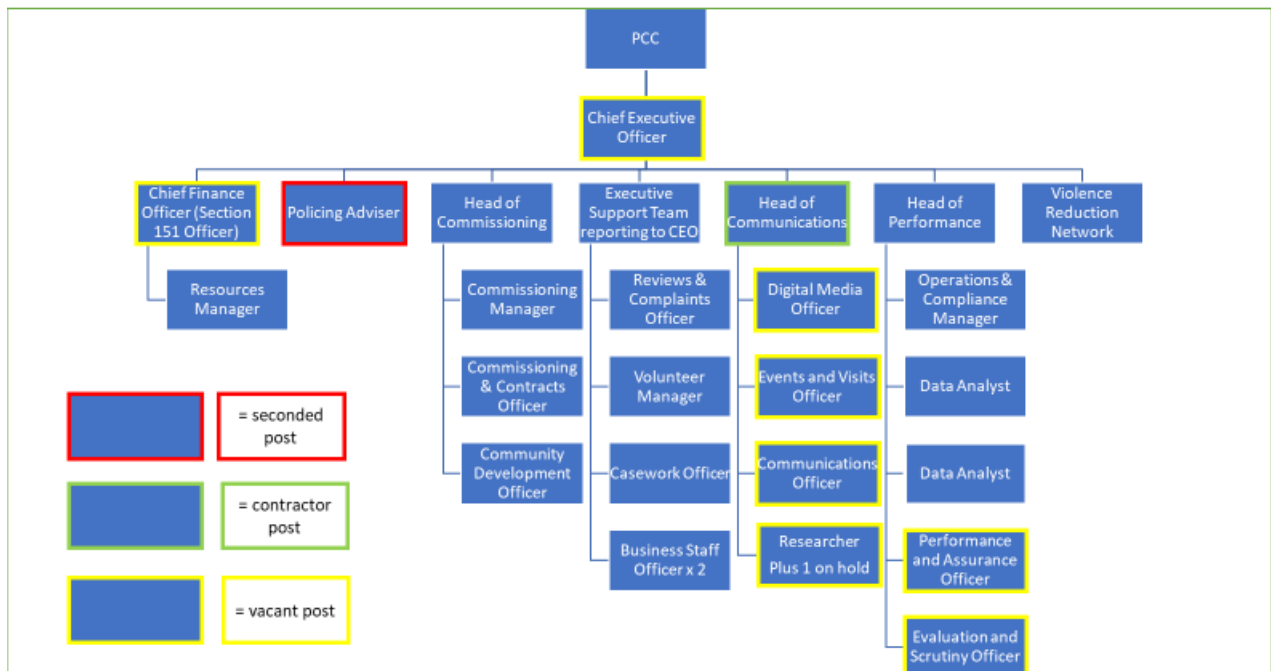 PCC
Chief Executive
Officer
Chief Finance
Officer (Section
151 Officer)
Policing Adviser
Head of
Commissioning
Executive
Support Team
reporting to CEO
Head of
Communications
Head of
Performance
Violence
Reduction
Network
Resources
Manager
Commissioning
Manager
Reviews &
Complaints
Officer
Digital Media
Officer
Operations &
Compliance
Manager
Commissioning
& Contracts
Officer
Volunteer
Manager
Events and Visits
Officer
Data Analyst
Community
Development
Officer
Casework Officer
Communications
Officer
Data Analyst
Business Staff
Officer x 2
Researcher
Plus 1 on hold
Performance
and Assurance
Officer
Evaluation and
Scrutiny Officer
= seconded
post
= contractor
post
= vacant post